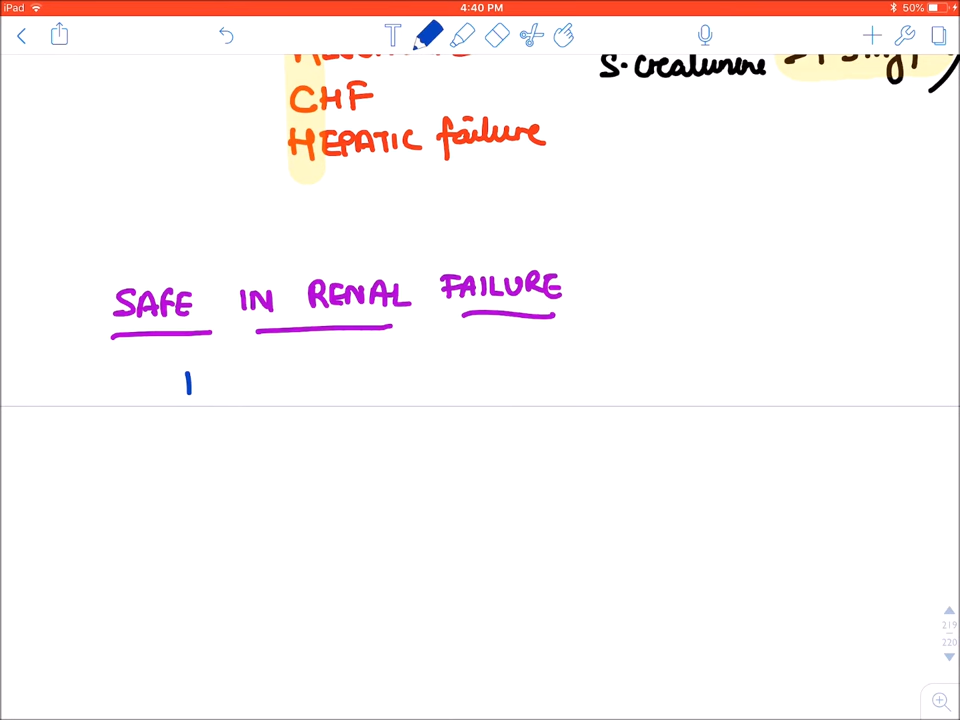 iPad 4:40 PM 50%
T
S. creatinine
CHF
HEPATIC failure
SAFE IN RENAL FAILURE
219
220